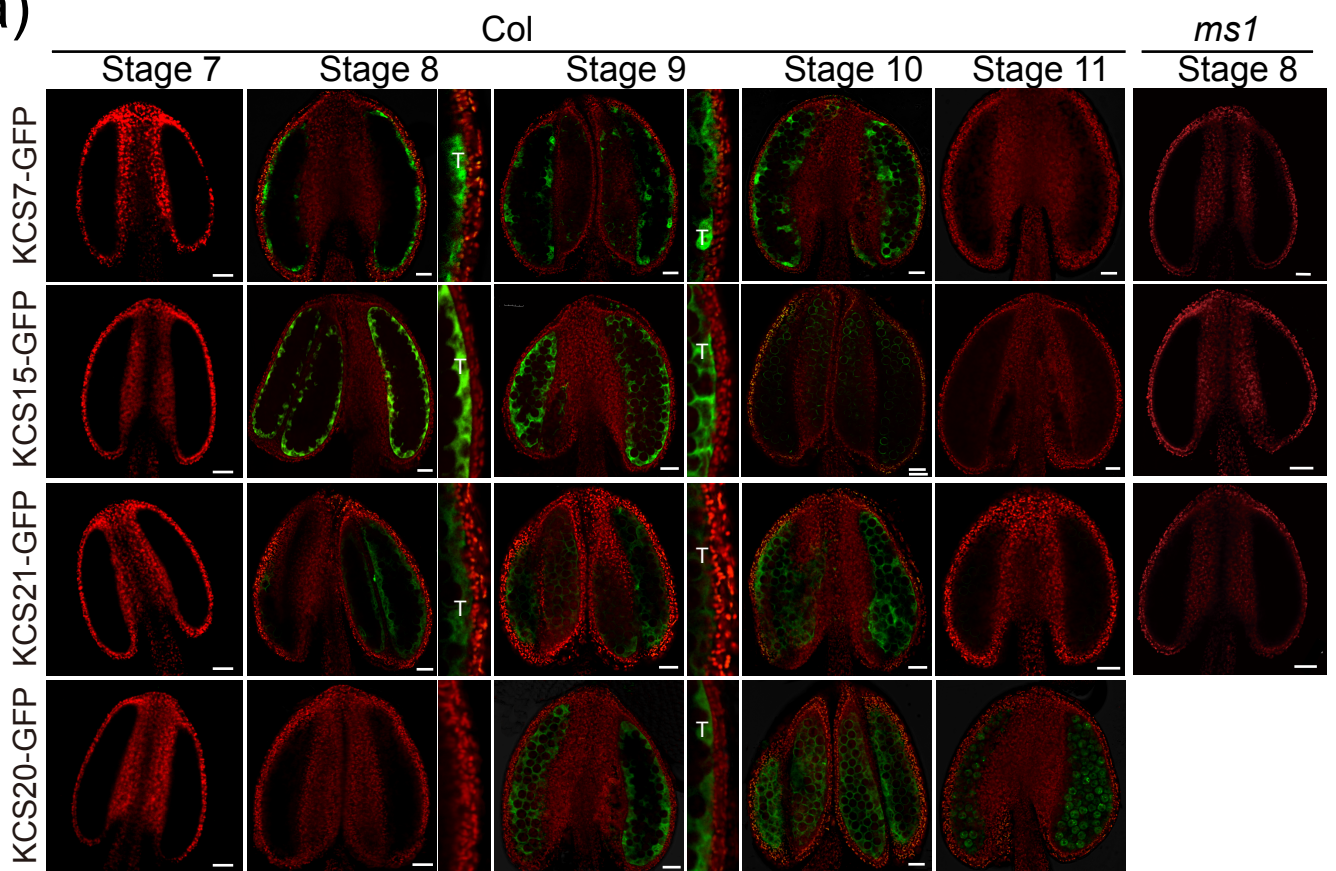 a)
Col
ms1
Stage 7 Stage 8 Stage 9 Stage 10 Stage 11 Stage 8
KCS7-GFP
T
T
KCS15-GFP
T
T
KCS21-GFP
T
T
KCS20-GFP
T